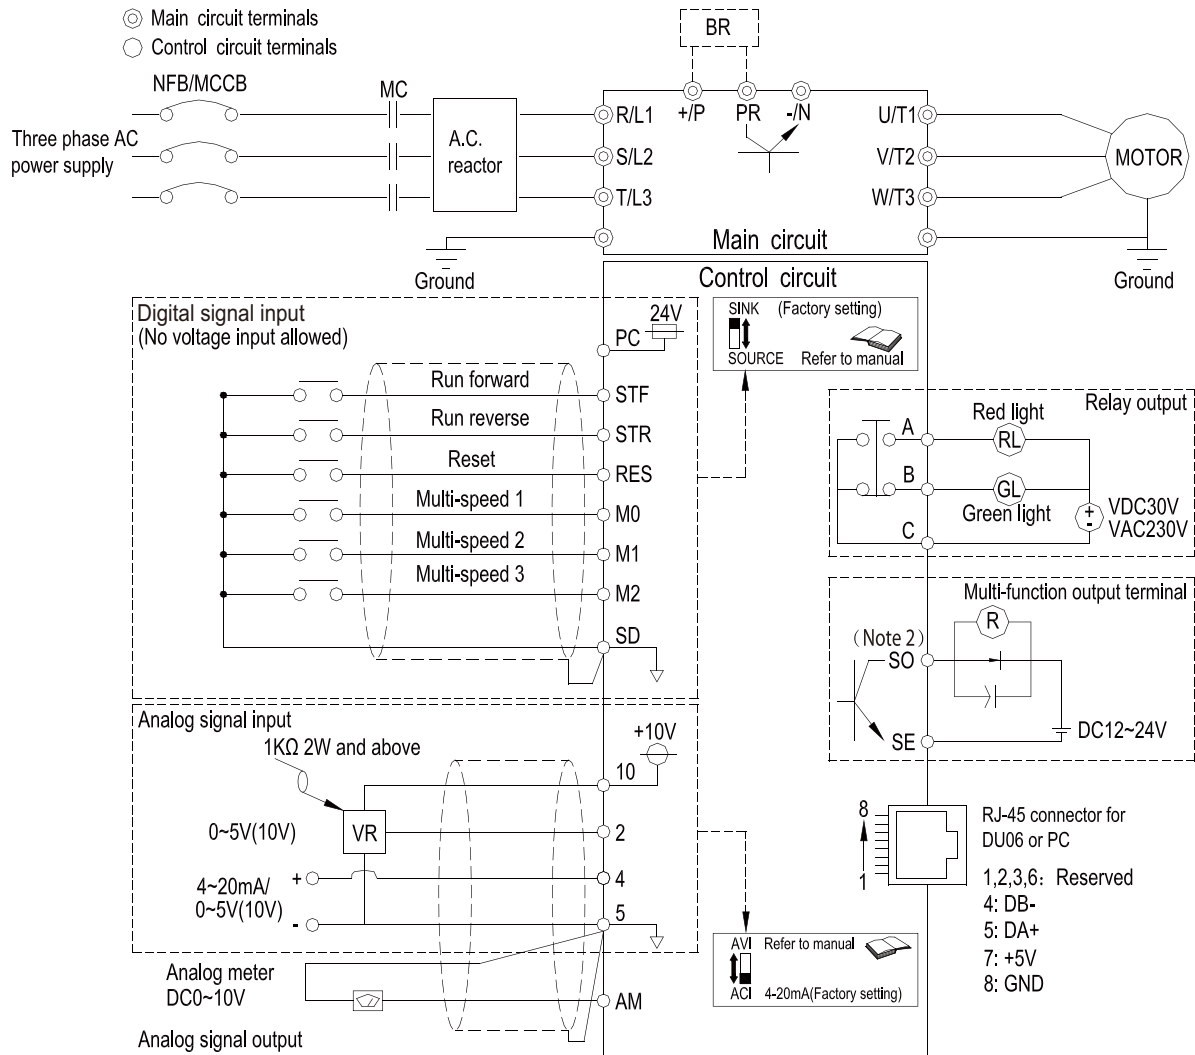 Main circuit terminals
Control circuit terminals
BR
NFB/MCCB
MC
+/P
PR
-/N
Three phase AC
power supply
A.C.
reactor
R/L1
S/L2
T/L3
U/T1
V/T2
W/T3
MOTOR
Main circuit
Ground
Ground
Control circuit
Digital signal input
(No voltage input allowed)
24V
PC
SINK (Factory setting)
SOURCE Refer to manual
Run forward
STF
Run reverse
STR
Reset
RES
Multi-speed 1
M0
Multi-speed 2
M1
Multi-speed 3
M2
SD
Relay output
Red light
A
RL
B
GL
Green light
C
+
-
VDC30V
VAC230V
Multi-function output terminal
R
(Note 2)
SO
SE
DC12~24V
Analog signal input
1KΩ 2W and above
+10V
10
0~5V(10V)
VR
2
4~20mA/
0~5V(10V)
+
-
4
5
Analog meter
DC0~10V
AM
Analog signal output
AVI Refer to manual
ACI 4-20mA(Factory setting)
8
1
RJ-45 connector for
DU06 or PC
1,2,3,6: Reserved
4: DB-
5: DA+
7: +5V
8: GND